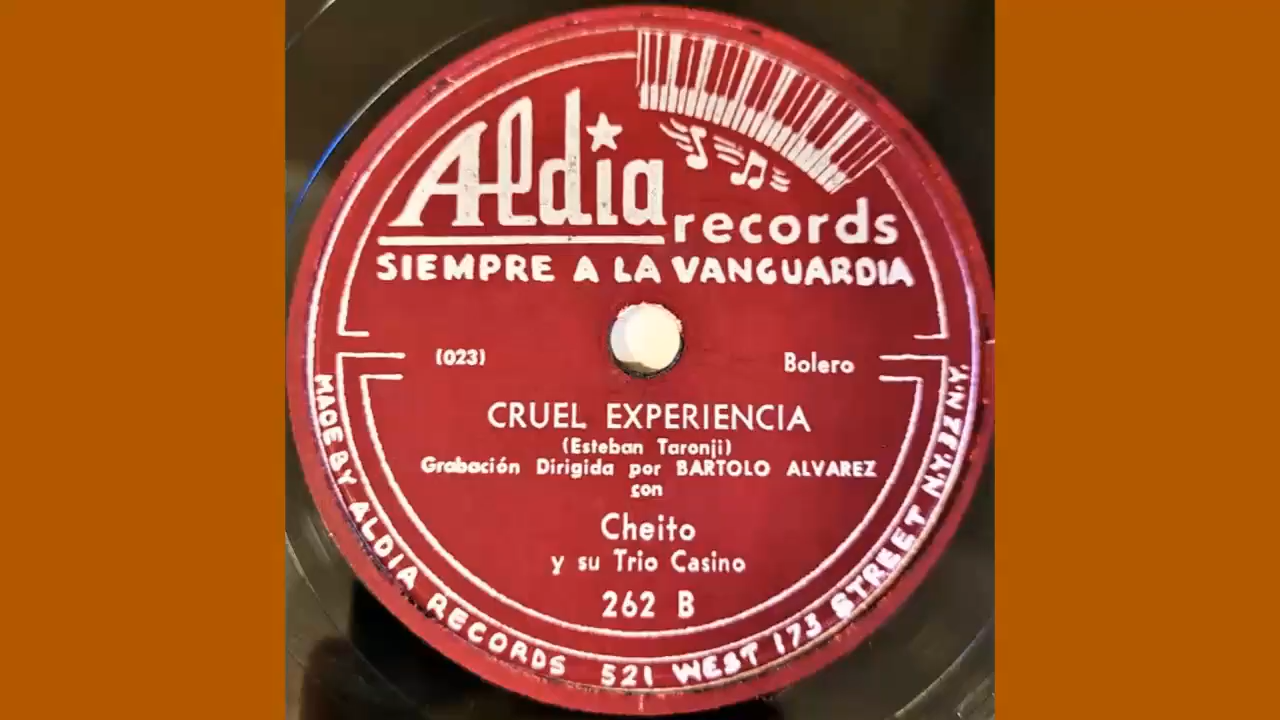 Aldia records
SIEMPRE A LA VANGUARDIA
(023)
Bolero
CRUEL EXPERIENCIA
(Esteban Taronji)
Grabación Dirigida por BARTOLO ALVAREZ
con
Cheito
y su Trio Casino
262 B
MADE BY ALDIA RECORDS 521 WEST 173 STREET N.Y. 32 N.Y.